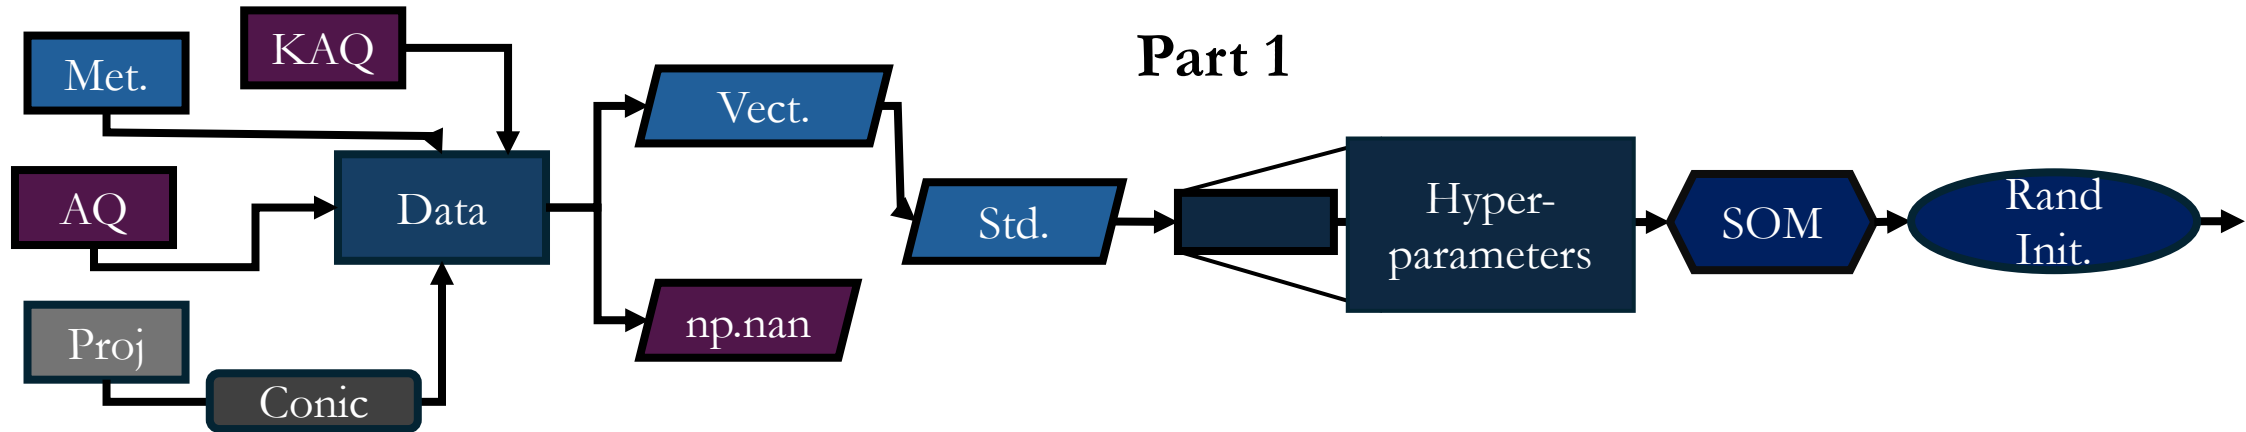 Part 1
KAQ
Met.
AQ
Proj
Conic
Data
Vect.
np.nan
Std.
Hyper-
parameters
SOM
Rand
Init.